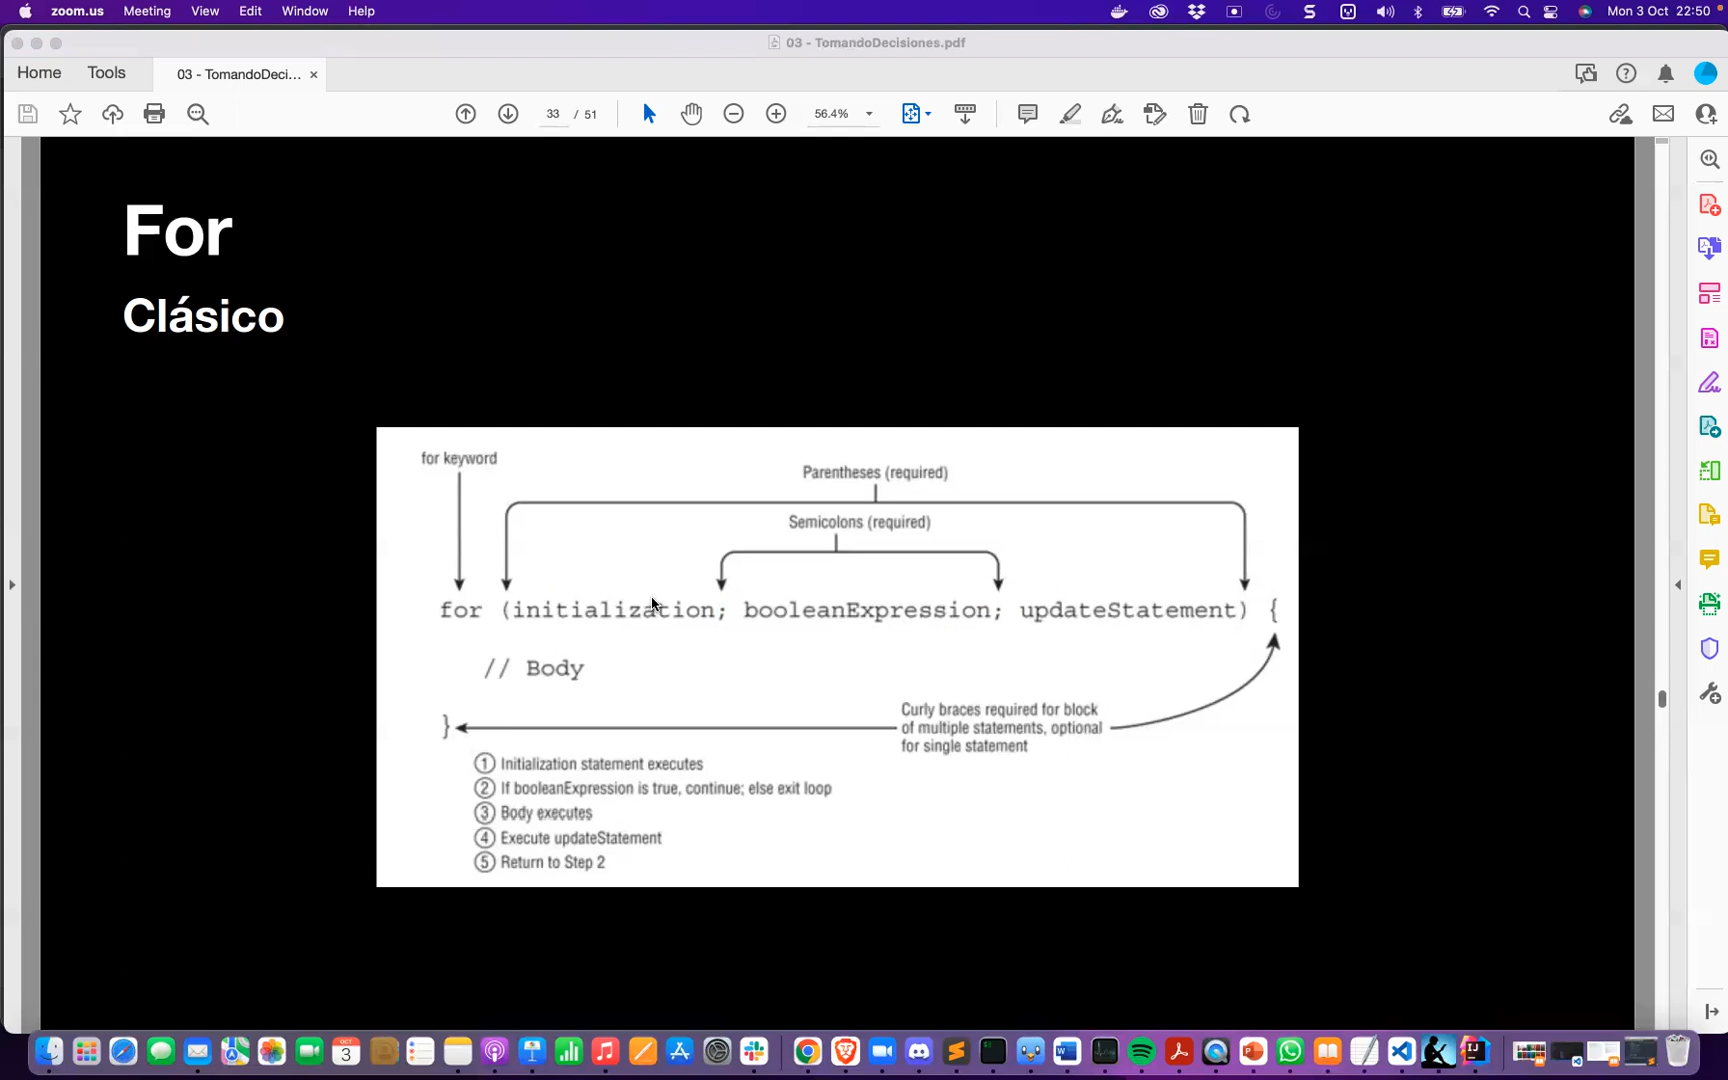 zoom.us Meeting View Edit Window Help Mon 3 Oct 22:50
03 - TomandoDecisiones.pdf
Home Tools 03 - TomandoDeci... ×
33 / 51 56.4%
For
Clásico
for keyword
Parentheses (required)
Semicolons (required)
for (initialization; booleanExpression; updateStatement) {
// Body
Curly braces required for block
of multiple statements, optional
for single statement
}
1 Initialization statement executes
2 If booleanExpression is true, continue; else exit loop
3 Body executes
4 Execute updateStatement
5 Return to Step 2
OCT
3